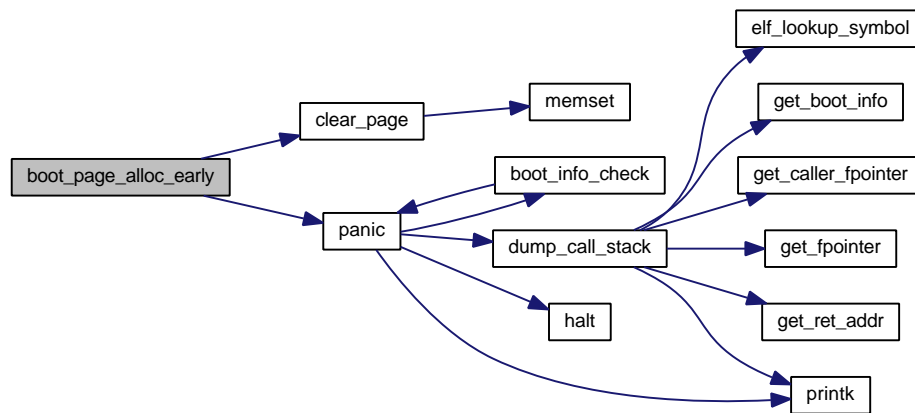 elf_lookup_symbol
get_boot_info
memset
clear_page
boot_page_alloc_early
boot_info_check
get_caller_fpointer
panic
dump_call_stack
get_fpointer
halt
get_ret_addr
printk